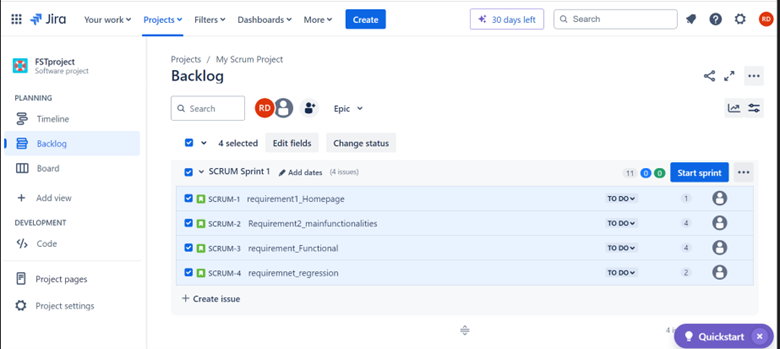 Jira Your work Projects Filters Dashboards More Create 30 days left Search RD
FSTproject
Software project
PLANNING
Timeline
Backlog
Board
Add view
DEVELOPMENT
Code
Project pages
Project settings
Projects / My Scrum Project
Backlog
Search RD Epic
4 selected Edit fields Change status
SCRUM Sprint 1 Add dates (4 issues) 11 0 0 Start sprint
SCRUM-1 requirement1_Homepage TO DO 1
SCRUM-2 Requirement2_mainfunctionalities TO DO 4
SCRUM-3 requirement_Functional TO DO 4
SCRUM-4 requiremnet_regression TO DO 2
+ Create issue
4
Quickstart